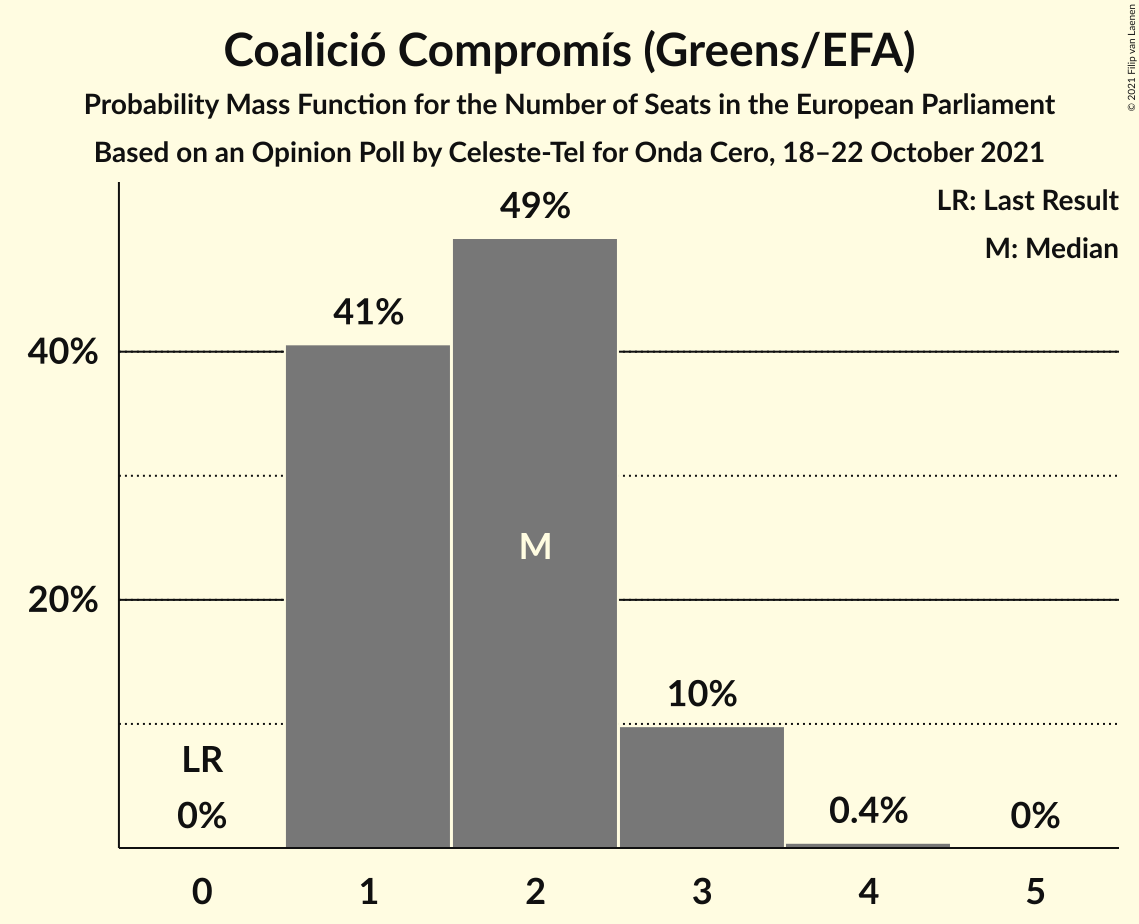 Coalició Compromís (Greens/EFA)
Probability Mass Function for the Number of Seats in the European Parliament
Based on an Opinion Poll by Celeste-Tel for Onda Cero, 18–22 October 2021
© 2021 Filip van Laenen
LR: Last Result
M: Median
49%
41%
40%
M
20%
10%
LR
0%
0.4%
0%
0 1 2 3 4 5